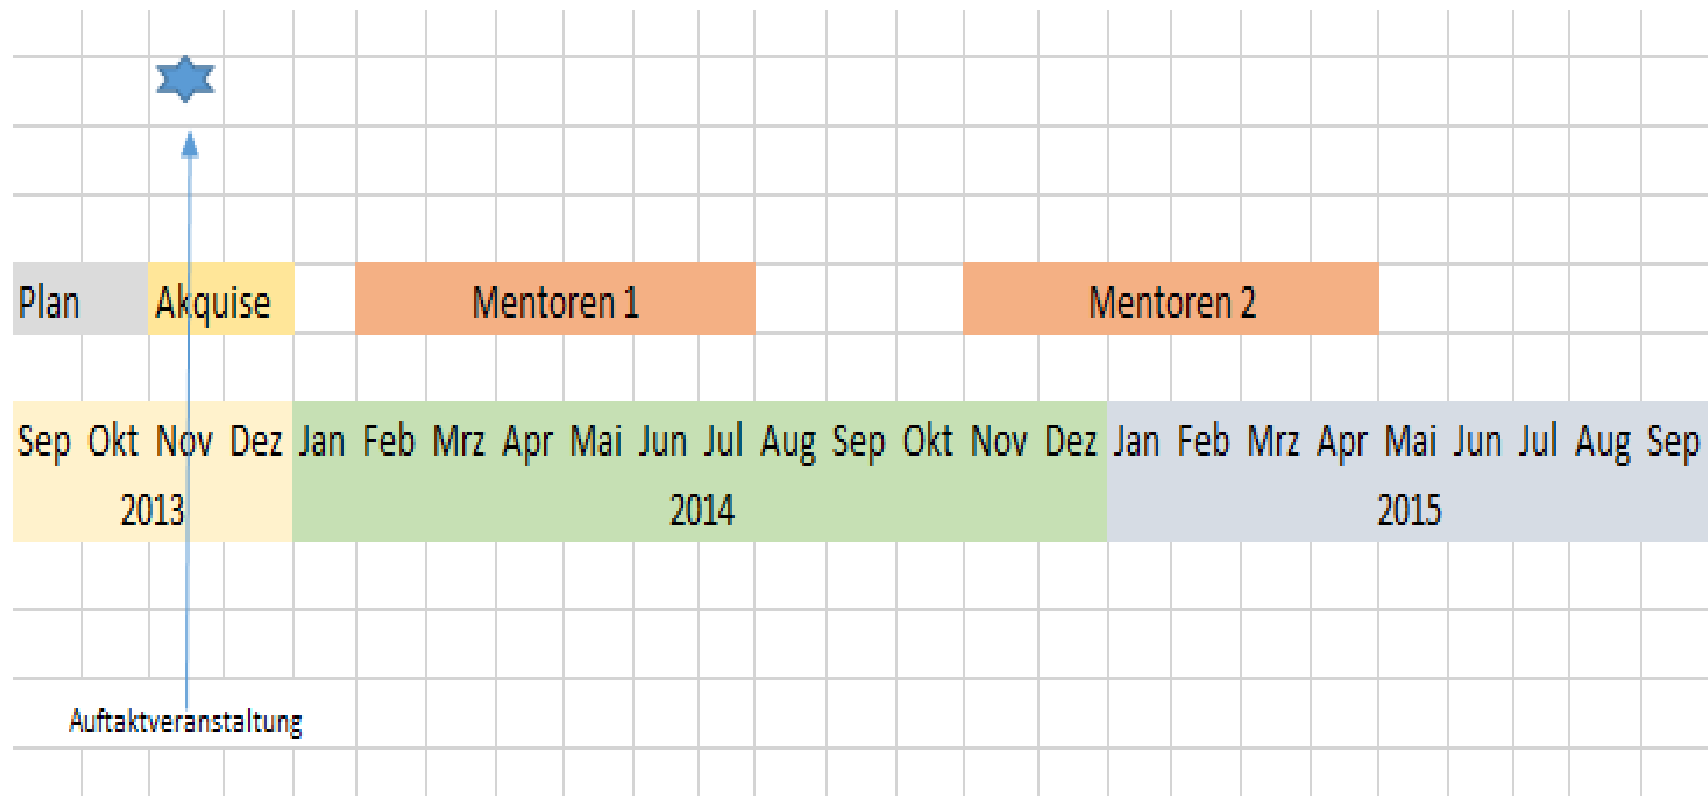 Plan Akquise Mentoren 1 Mentoren 2
Sep Okt Nov Dez Jan Feb Mrz Apr Mai Jun Jul Aug Sep Okt Nov Dez Jan Feb Mrz Apr Mai Jun Jul Aug Sep
2013 2014 2015
Auftaktveranstaltung